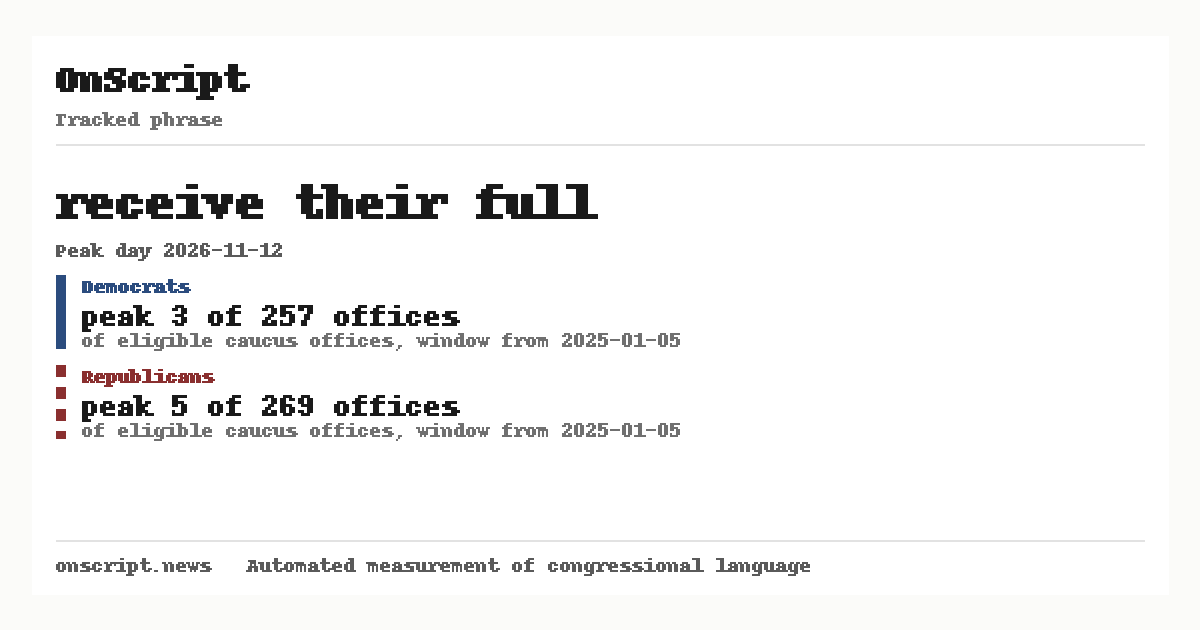 OnScript
Tracked phrase
receive their full
Peak day 2026-11-12
Democrats
peak 3 of 257 offices
of eligible caucus offices, window from 2025-01-05
Republicans
peak 5 of 269 offices
of eligible caucus offices, window from 2025-01-05
onscript.news Automated measurement of congressional language